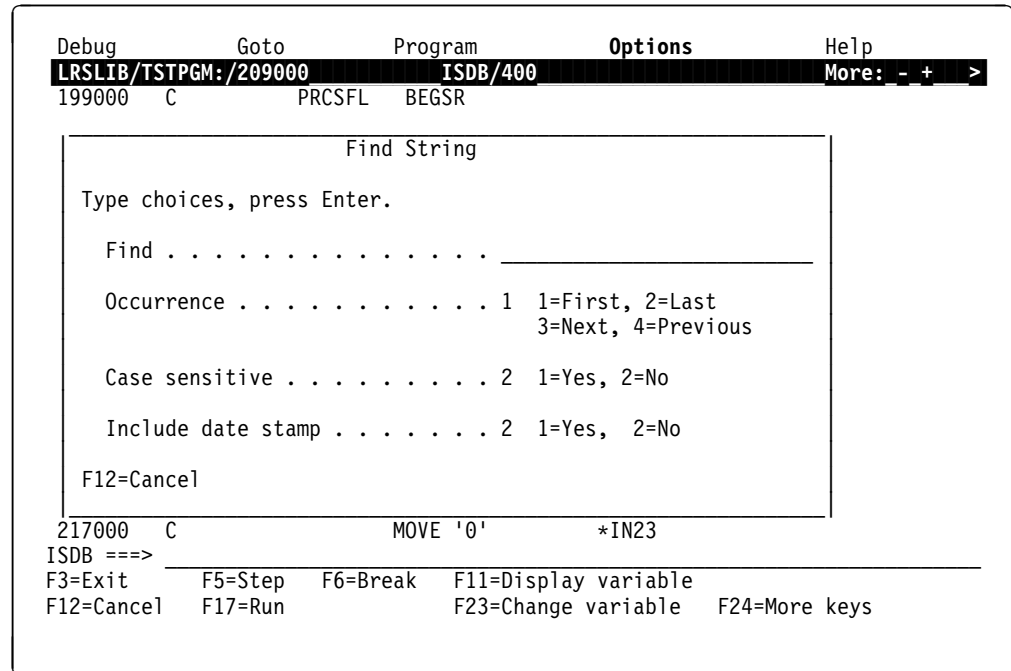 Debug Goto Program Options Help
LRSLIB/TSTPGM:/209000 ISDB/400 More: - + >
199000 C PRCSFL BEGSR
Find String
Type choices, press Enter.
Find . . . . . . . . . . . . . . __________________________
Occurrence . . . . . . . . . . . 1 1=First, 2=Last
3=Next, 4=Previous
Case sensitive . . . . . . . . . 2 1=Yes, 2=No
Include date stamp . . . . . . . 2 1=Yes, 2=No
F12=Cancel
217000 C MOVE '0' *IN23
ISDB ===> ____________________________________________________________________
F3=Exit F5=Step F6=Break F11=Display variable
F12=Cancel F17=Run F23=Change variable F24=More keys